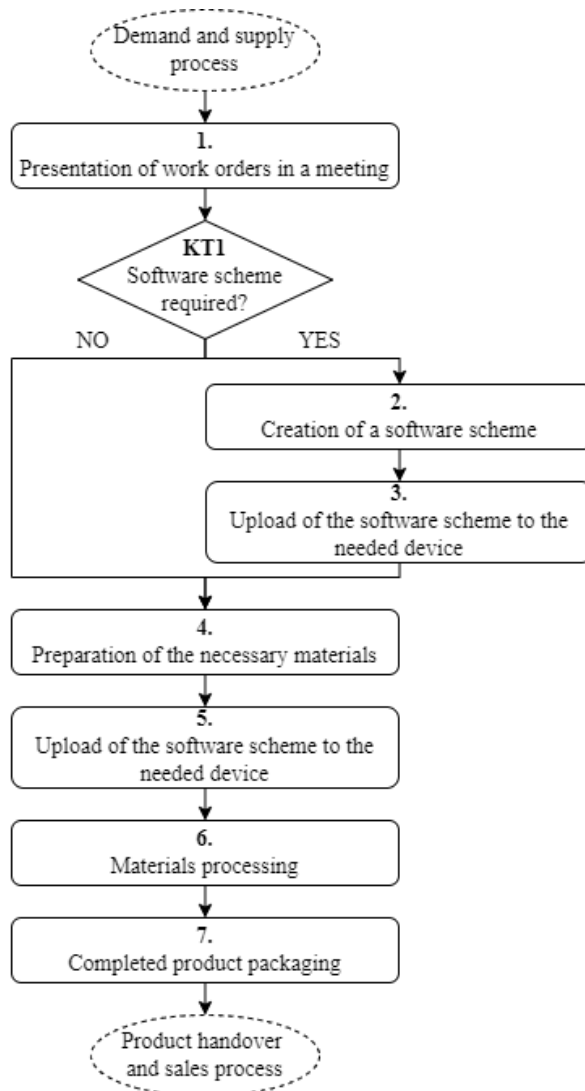 Demand and supply
process
1.
Presentation of work orders in a meeting
KT1
Software scheme
required?
NO
YES
2.
Creation of a software scheme
3.
Upload of the software scheme to the
needed device
4.
Preparation of the necessary materials
5.
Upload of the software scheme to the
needed device
6.
Materials processing
7.
Completed product packaging
Product handover
and sales process